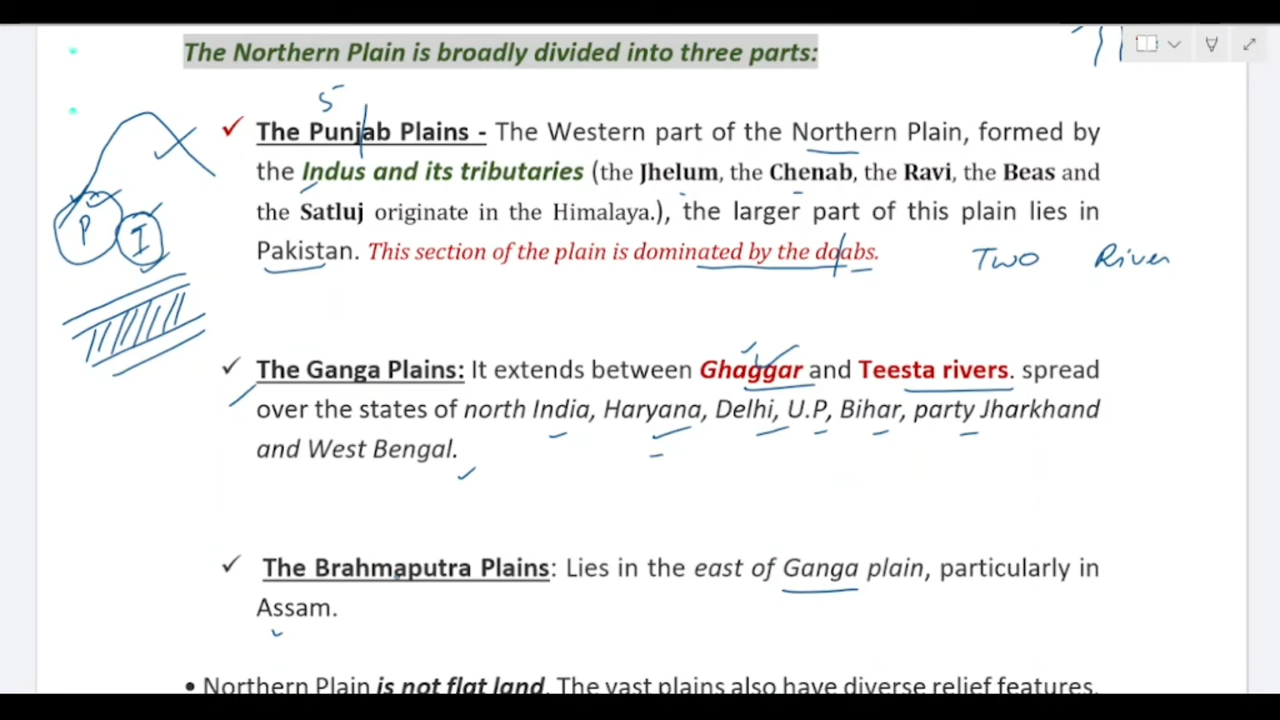 The Northern Plain is broadly divided into three parts:
5
✓ The Punjab Plains - The Western part of the Northern Plain, formed by
the Indus and its tributaries (the Jhelum, the Chenab, the Ravi, the Beas and
the Satluj originate in the Himalaya.), the larger part of this plain lies in
P I
Pakistan. This section of the plain is dominated by the doabs. Two River
✓ The Ganga Plains: It extends between Ghaggar and Teesta rivers. spread
over the states of north India, Haryana, Delhi, U.P, Bihar, party Jharkhand
and West Bengal.
✓ The Brahmaputra Plains: Lies in the east of Ganga plain, particularly in
Assam.
• Northern Plain is not flat land. The vast plains also have diverse relief features.